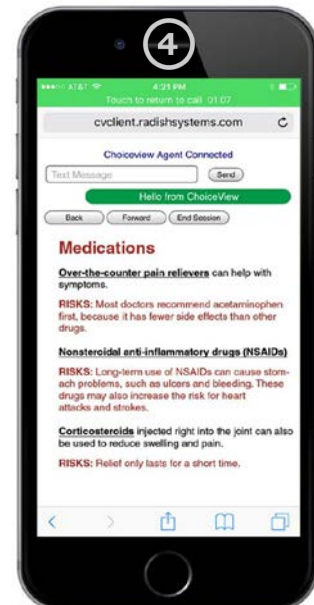 4
AT&T 4:21 PM
Touch to return to call 01:07
cvclient.radishsystems.com
Choiceview Agent Connected
Text Message Send
Hello from ChoiceView
Back Forward End Session
Medications
Over-the-counter pain relievers can help with
symptoms.
RISKS: Most doctors recommend acetaminophen
first, because it has fewer side effects than other
drugs.
Nonsteroidal anti-inflammatory drugs (NSAIDs)
RISKS: Long-term use of NSAIDs can cause stom-
ach problems, such as ulcers and bleeding. These
drugs may also increase the risk for heart
attacks and strokes.
Corticosteroids injected right into the joint can also
be used to reduce swelling and pain.
RISKS: Relief only lasts for a short time.